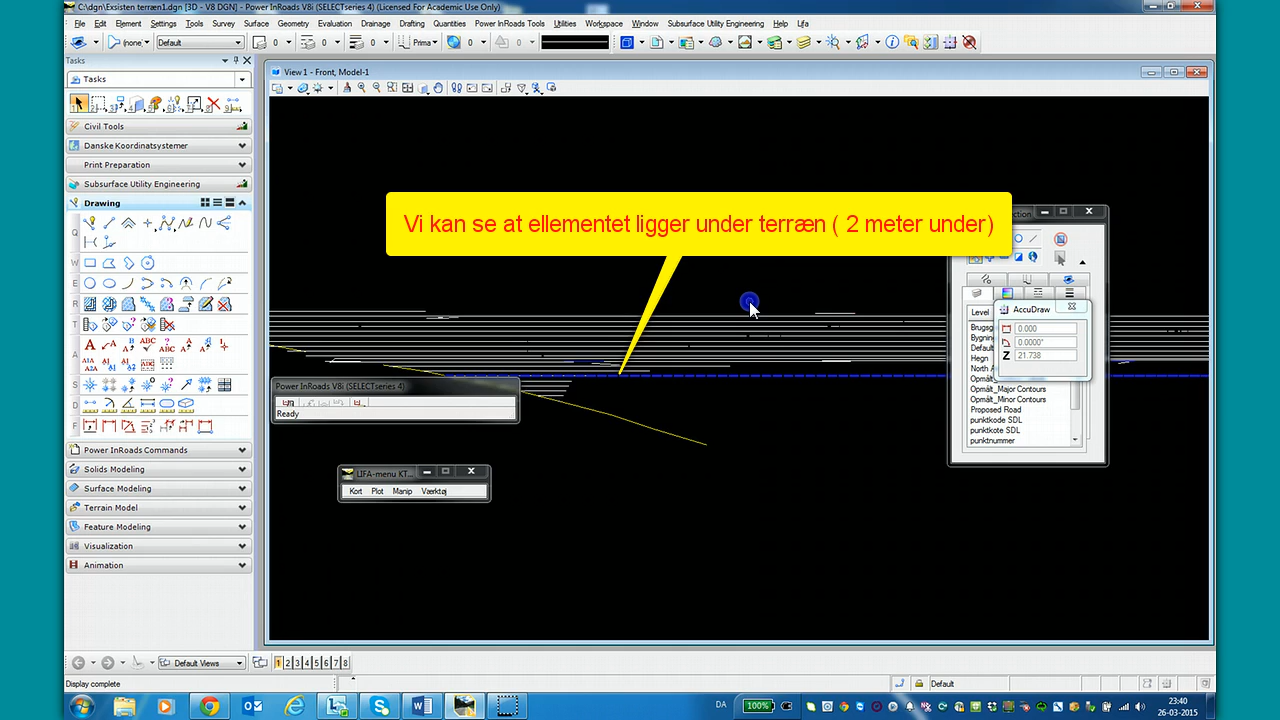 C:\dgn\Exsisten terræn1.dgn [3D - V8 DGN] - Power InRoads V8i (SELECTseries 4) (Licensed For Academic Use Only)
File Edit Element Settings Tools Survey Surface Geometry Evaluation Drainage Drafting Quantities Power InRoads Tools Utilities Workspace Window Subsurface Utility Engineering Help Lifa
(none) Default 0 0 0 Prima 0 0
Tasks
Tasks
Civil Tools
Danske Koordinatsystemer
Print Preparation
Subsurface Utility Engineering
Drawing
Q
W
E
R
T
A
S
D
F
Power InRoads Commands
Solids Modeling
Surface Modeling
Terrain Model
Feature Modeling
Visualization
Animation
View 1 - Front, Model-1
Vi kan se at ellementet ligger under terræn ( 2 meter under)
Power InRoads V8i (SELECTseries 4)
Ready
LIFA-menu KT...
Kort Plot Manip Værktøj
Level
Default
Hegn
North A
Opmålt_Major Contours
Opmålt_Minor Contours
Proposed Road
punktkode SDL
punktkode SDL
punktnummer
AccuDraw
0.000
0.0000°
Z 21.738
Default Views 1 2 3 4 5 6 7 8
Display complete
Default
DA 100% 23:40
26-03-2015